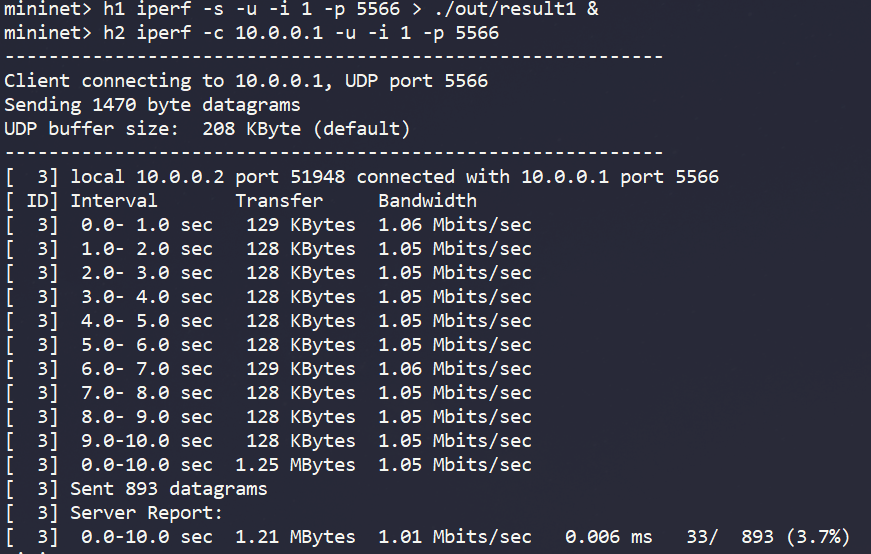 mininet> h1 iperf -s -u -i 1 -p 5566 > ./out/result1 &
mininet> h2 iperf -c 10.0.0.1 -u -i 1 -p 5566
------------------------------------------------------------
Client connecting to 10.0.0.1, UDP port 5566
Sending 1470 byte datagrams
UDP buffer size:  208 KByte (default)
------------------------------------------------------------
[  3] local 10.0.0.2 port 51948 connected with 10.0.0.1 port 5566
[ ID] Interval       Transfer     Bandwidth
[  3]  0.0- 1.0 sec   129 KBytes  1.06 Mbits/sec
[  3]  1.0- 2.0 sec   128 KBytes  1.05 Mbits/sec
[  3]  2.0- 3.0 sec   128 KBytes  1.05 Mbits/sec
[  3]  3.0- 4.0 sec   128 KBytes  1.05 Mbits/sec
[  3]  4.0- 5.0 sec   128 KBytes  1.05 Mbits/sec
[  3]  5.0- 6.0 sec   128 KBytes  1.05 Mbits/sec
[  3]  6.0- 7.0 sec   129 KBytes  1.06 Mbits/sec
[  3]  7.0- 8.0 sec   128 KBytes  1.05 Mbits/sec
[  3]  8.0- 9.0 sec   128 KBytes  1.05 Mbits/sec
[  3]  9.0-10.0 sec   128 KBytes  1.05 Mbits/sec
[  3]  0.0-10.0 sec  1.25 MBytes  1.05 Mbits/sec
[  3] Sent 893 datagrams
[  3] Server Report:
[  3]  0.0-10.0 sec  1.21 MBytes  1.01 Mbits/sec   0.006 ms   33/  893 (3.7%)